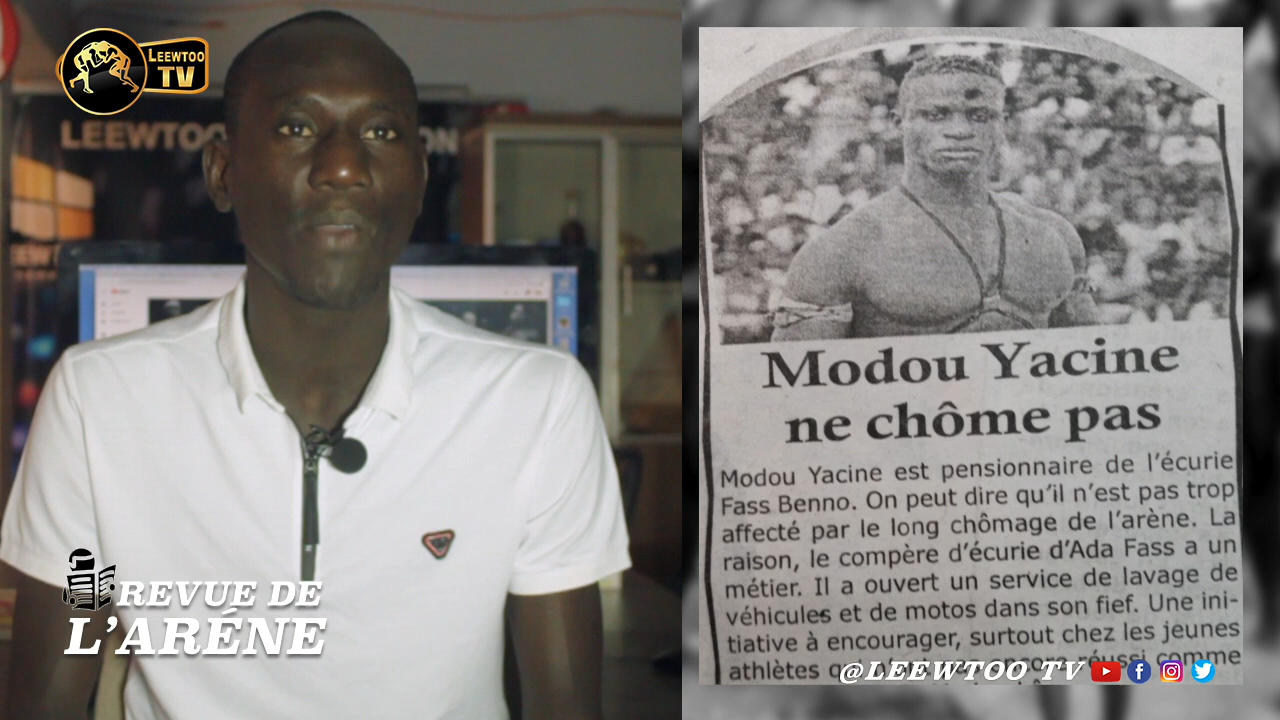 LEEWTOO
TV
LEEWTOO
ON
REVUE DE
L'ARÉNE
Modou Yacine
ne chôme pas
Modou Yacine est pensionnaire de l'écurie
Fass Benno. On peut dire qu'il n'est pas trop
affecté par le long chômage de l'arène. La
raison, le compère d'écurie d'Ada Fass a un
métier. Il a ouvert un service de lavage de
véhicules et de motos dans son fief. Une ini-
tiative à encourager, surtout chez les jeunes
athlètes réussi comme
@LEEWTOO TV